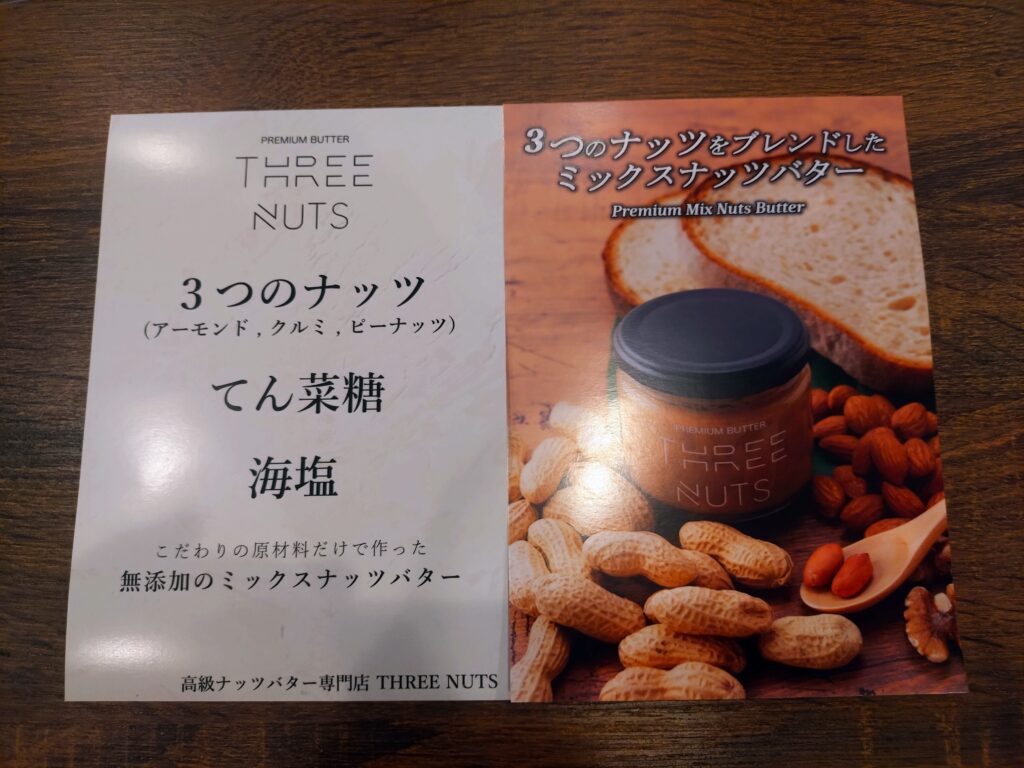 PREMIUM BUTTER
THREE
NUTS
3つのナッツ
(アーモンド,クルミ,ピーナッツ)
てん菜糖
海塩
こだわりの原材料だけで作った
無添加のミックスナッツバター
高級ナッツバター専門店 THREE NUTS
3つのナッツをブレンドした
ミックスナッツバター
Premium Mix Nuts Butter
PREMIUM BUTTER
THREE
NUTS